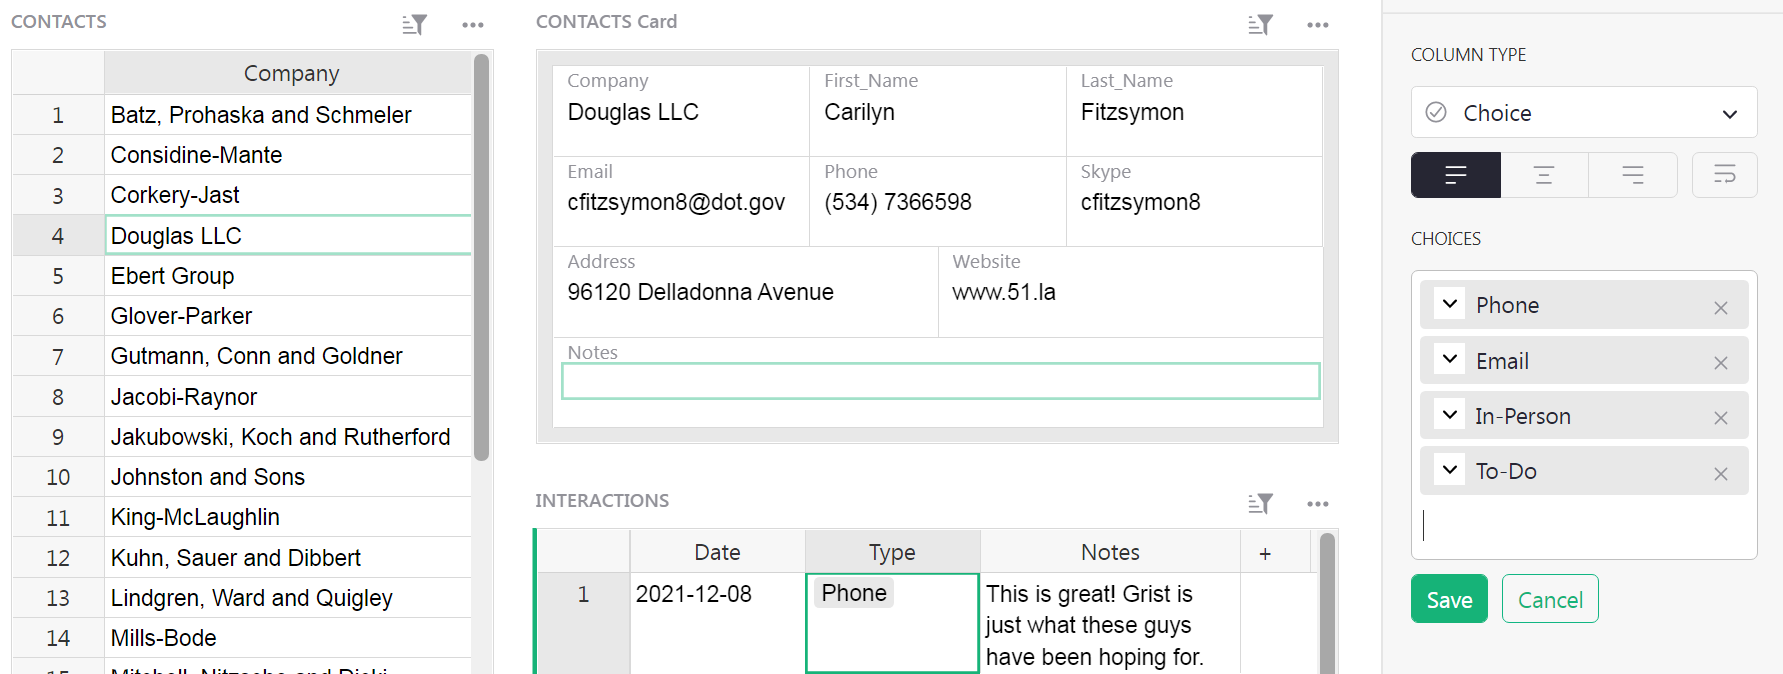 CONTACTS
Company
1 Batz, Prohaska and Schmeler
2 Considine-Mante
3 Corkery-Jast
4 Douglas LLC
5 Ebert Group
6 Glover-Parker
7 Gutmann, Conn and Goldner
8 Jacobi-Raynor
9 Jakubowski, Koch and Rutherford
10 Johnston and Sons
11 King-McLaughlin
12 Kuhn, Sauer and Dibbert
13 Lindgren, Ward and Quigley
14 Mills-Bode
CONTACTS Card
Company First_Name Last_Name
Douglas LLC Carilyn Fitzsymon
Email Phone Skype
cfitzsymon8@dot.gov (534) 7366598 cfitzsymon8
Address Website
96120 Delladonna Avenue www.51.la
Notes
INTERACTIONS
Date Type Notes +
1 2021-12-08 Phone This is great! Grist is
just what these guys
have been hoping for.
COLUMN TYPE
Choice
CHOICES
Phone
Email
In-Person
To-Do
Save Cancel